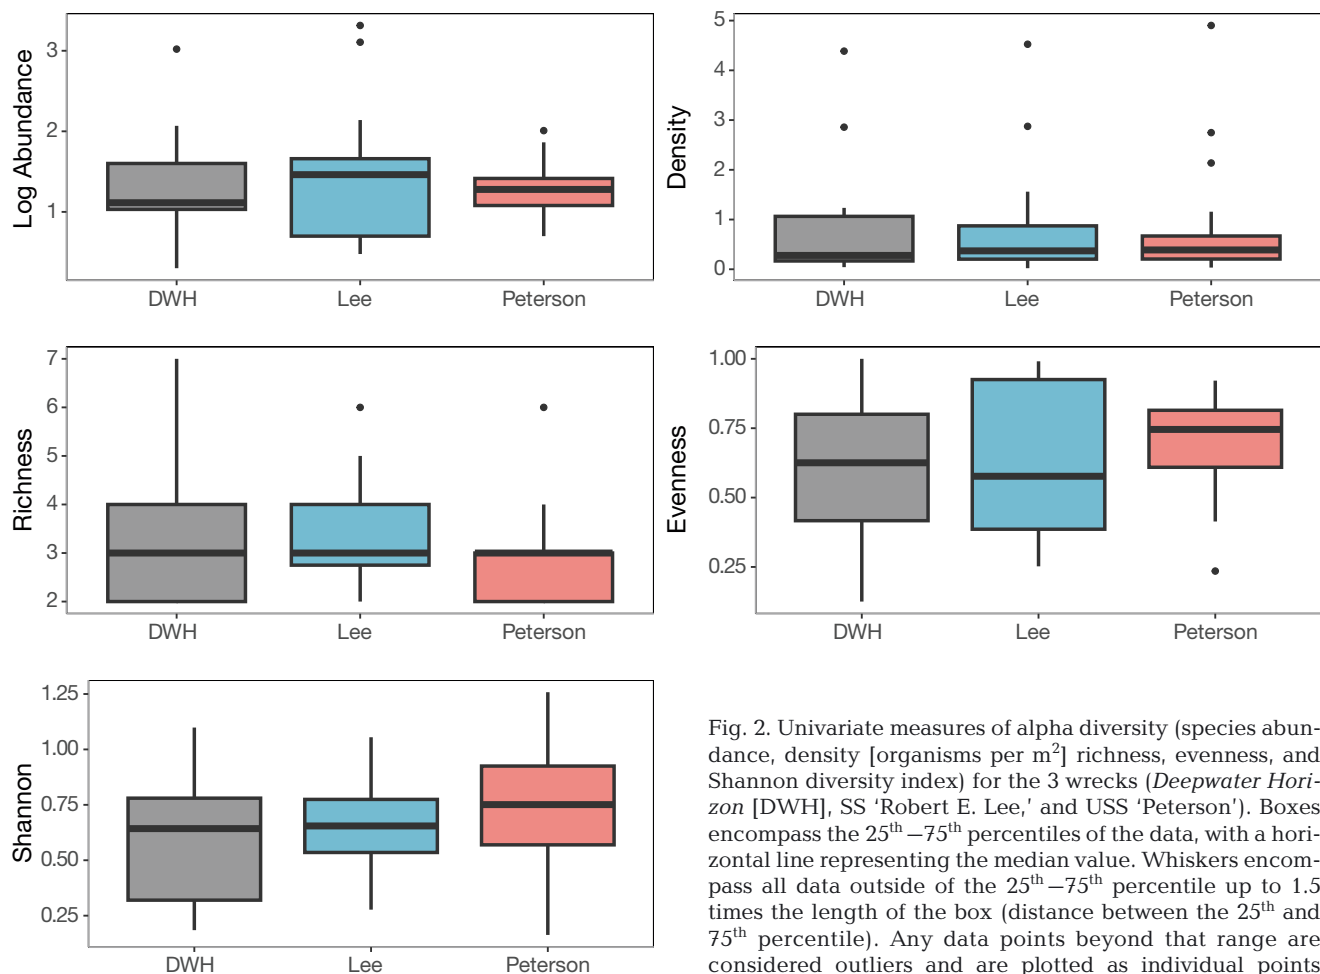 Log Abundance
3
2
1
DWH
Lee
Peterson
Density
5
4
3
2
1
0
DWH
Lee
Peterson
Richness
7
6
5
4
3
2
DWH
Lee
Peterson
Evenness
1.00
0.75
0.50
0.25
DWH
Lee
Peterson
Shannon
1.25
1.00
0.75
0.50
0.25
DWH
Lee
Peterson
Fig. 2. Univariate measures of alpha diversity (species abun-
dance, density [organisms per m²] richness, evenness, and
Shannon diversity index) for the 3 wrecks (Deepwater Hori-
zon [DWH], SS ‘Robert E. Lee,’ and USS ‘Peterson’). Boxes
encompass the 25th–75th percentiles of the data, with a hori-
zontal line representing the median value. Whiskers encom-
pass all data outside of the 25th–75th percentile up to 1.5
times the length of the box (distance between the 25th and
75th percentile). Any data points beyond that range are
considered outliers and are plotted as individual points